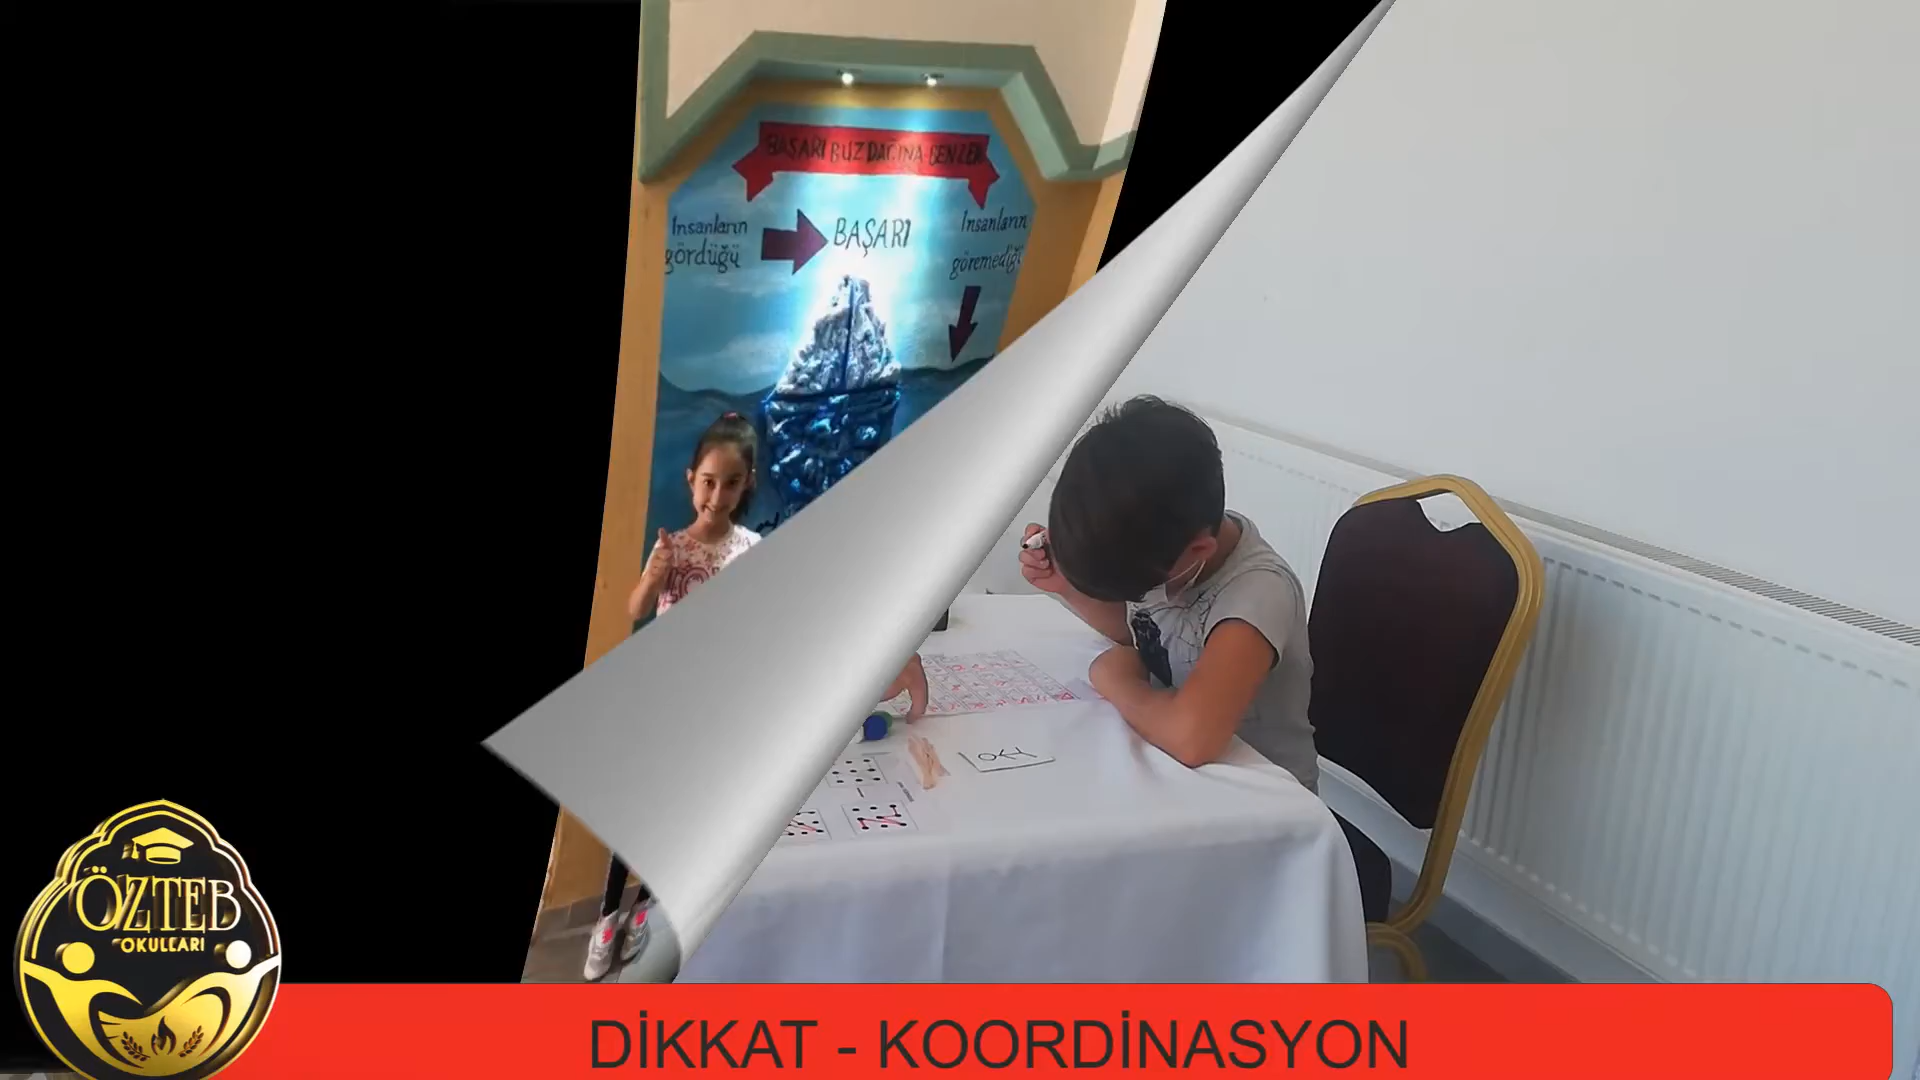 BAŞARI BUZ DAĞINA BENZER
İnsanların
gördüğü
BAŞARI
İnsanların
göremediği
ÖZTEB
OKULLARI
DİKKAT - KOORDİNASYON